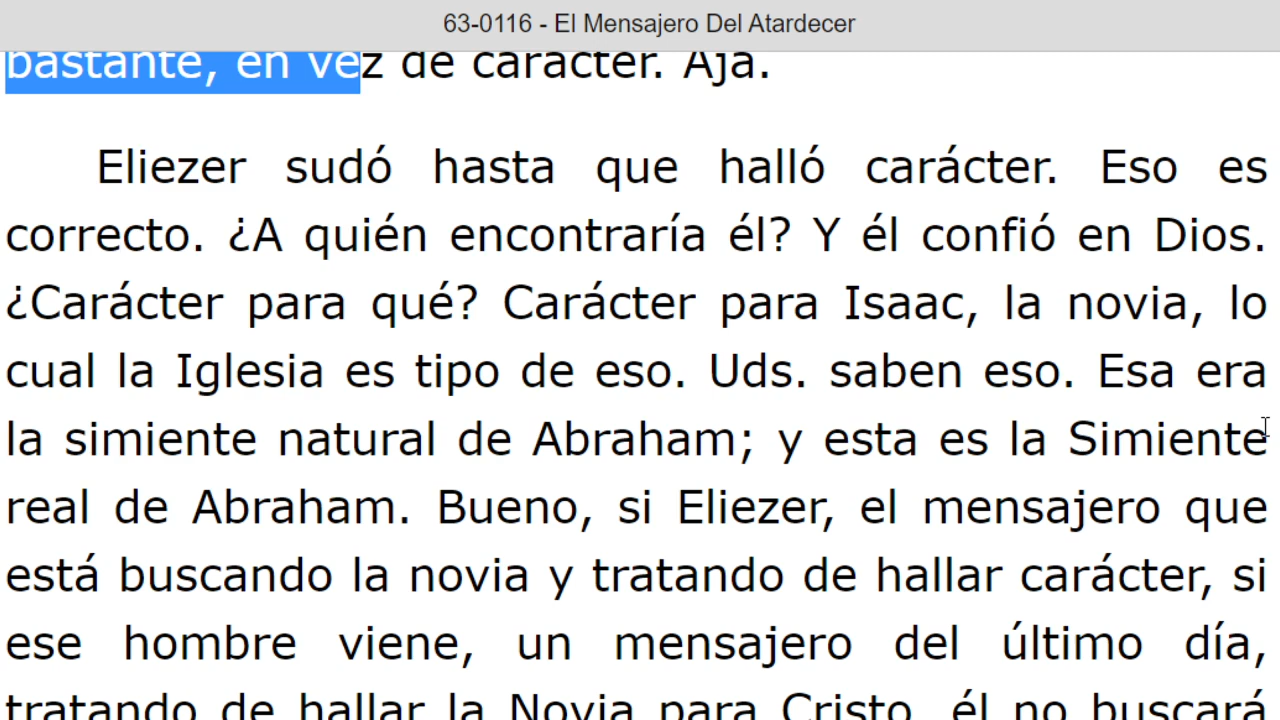 63-0116 - El Mensajero Del Atardecer
bastante, en vez de carácter. Ajá.
Eliezer sudó hasta que halló carácter. Eso es
correcto. ¿A quién encontraría él? Y él confió en Dios.
¿Carácter para qué? Carácter para Isaac, la novia, lo
cual la Iglesia es tipo de eso. Uds. saben eso. Esa era
la simiente natural de Abraham; y esta es la Simiente
real de Abraham. Bueno, si Eliezer, el mensajero que
está buscando la novia y tratando de hallar carácter, si
ese hombre viene, un mensajero del último día,
tratando de hallar la Novia para Cristo, él no buscará